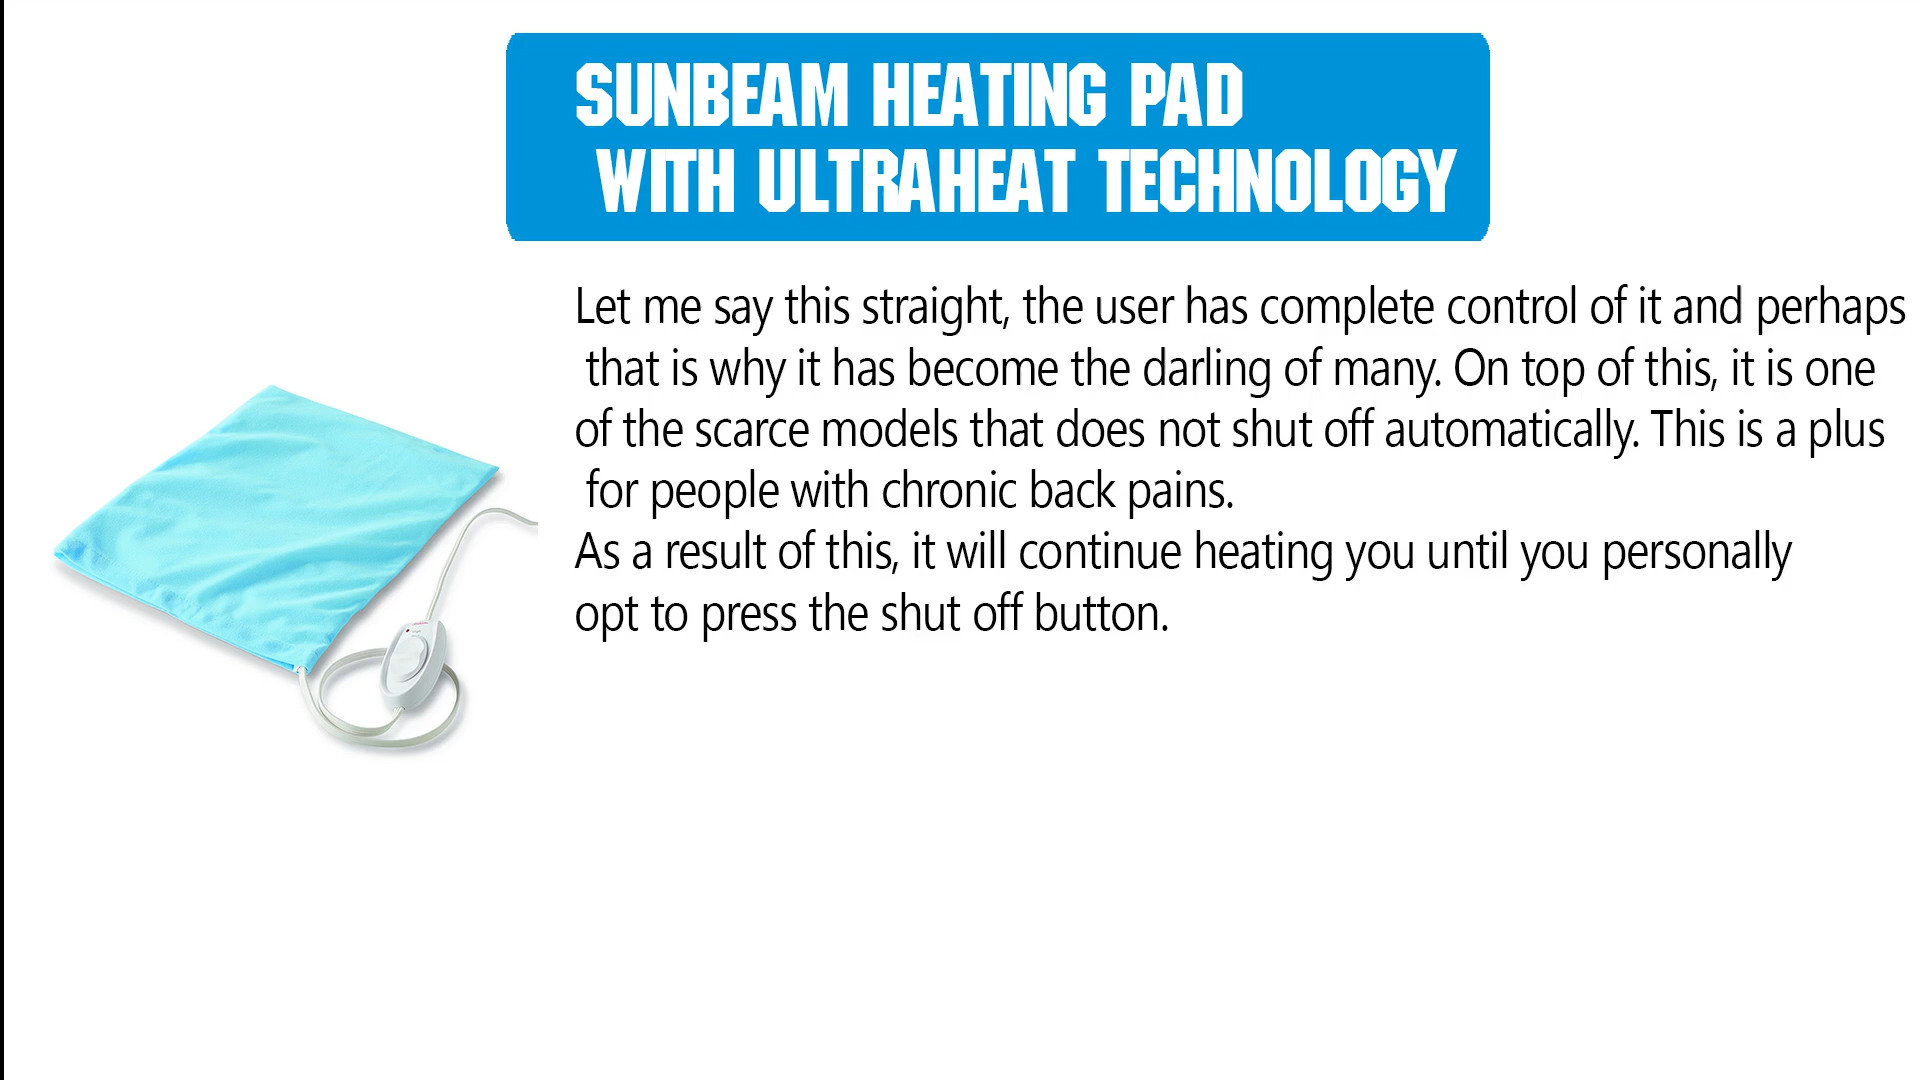 SUNBEAM HEATING PAD
WITH ULTRAHEAT TECHNOLOGY
Let me say this straight, the user has complete control of it and perhaps
that is why it has become the darling of many. On top of this, it is one
of the scarce models that does not shut off automatically. This is a plus
for people with chronic back pains.
As a result of this, it will continue heating you until you personally
opt to press the shut off button.